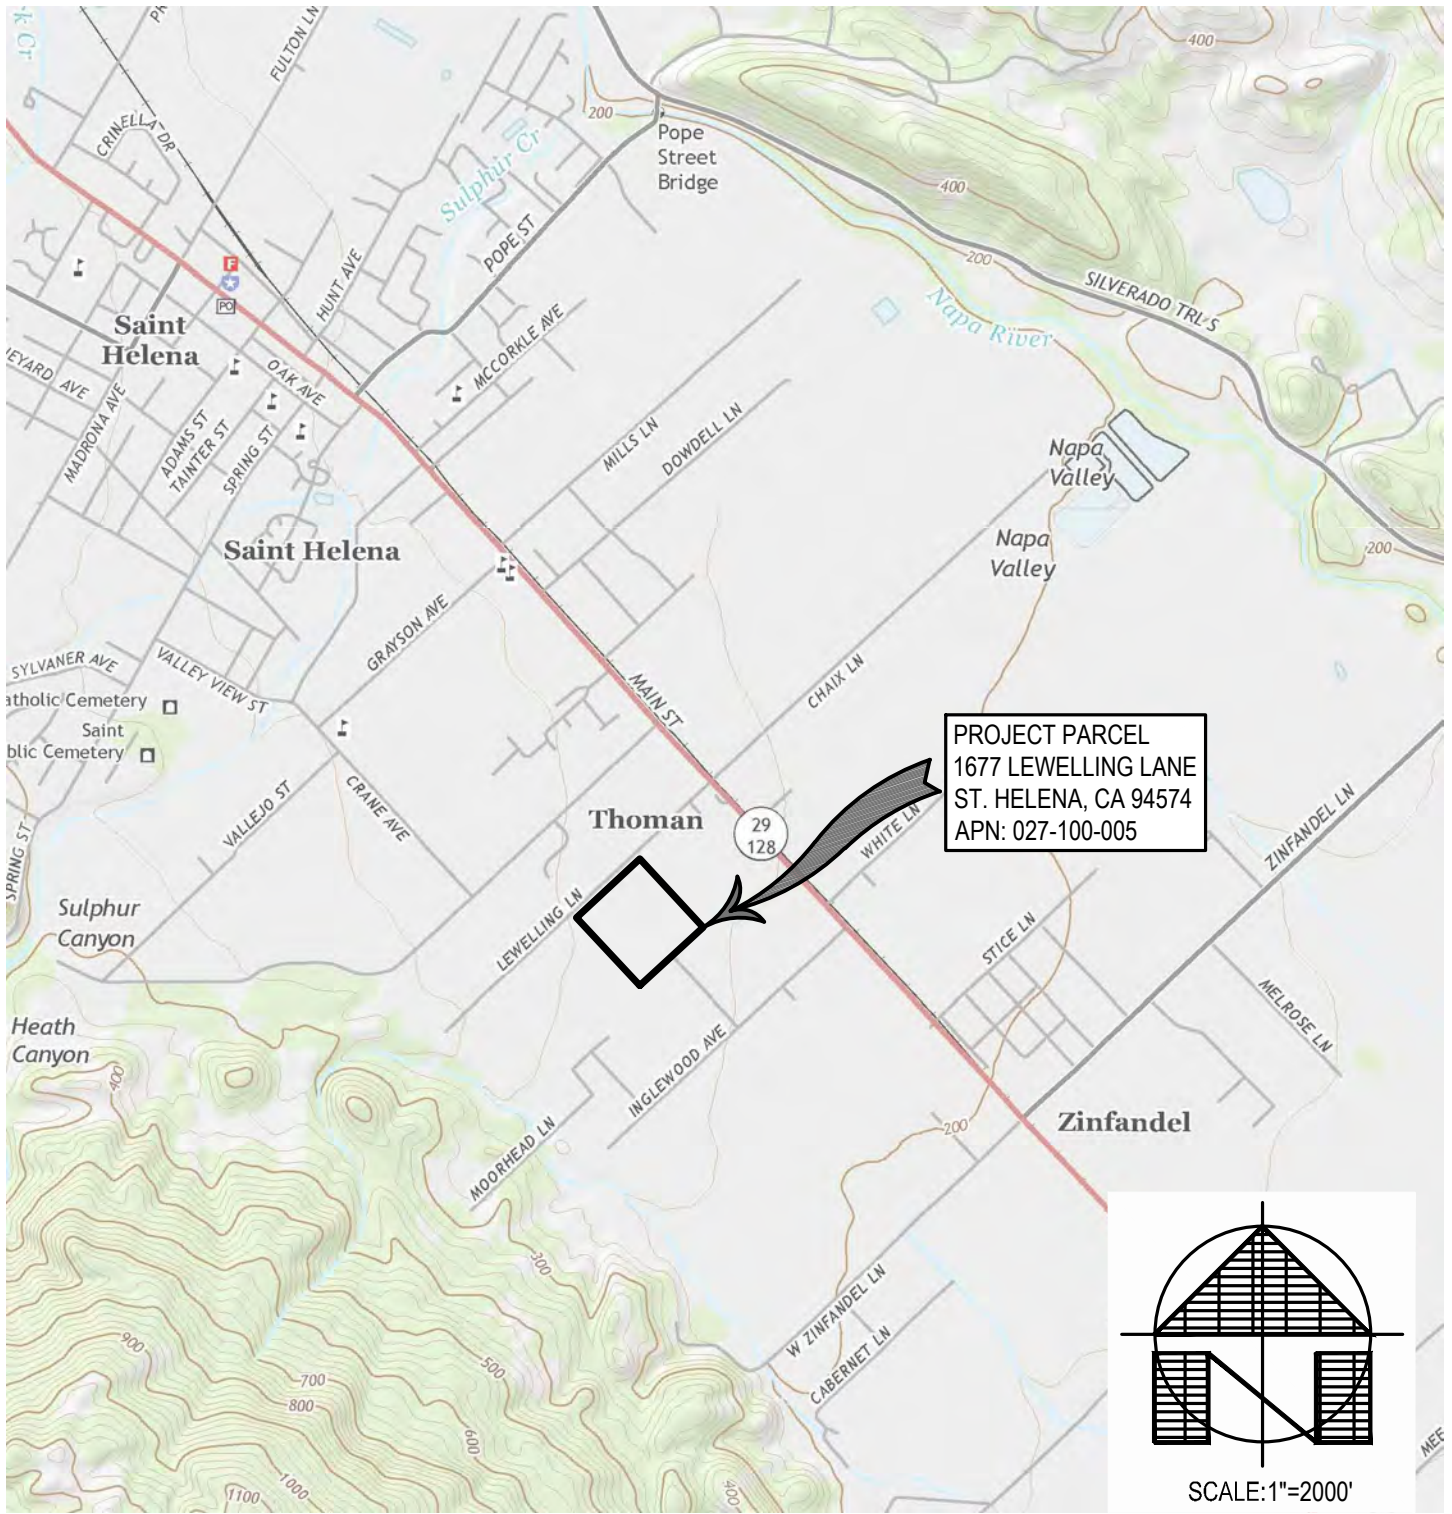 FULTON LN
CRINELLA DR
Sulphur Cr
200
Pope
Street
Bridge
400
400
HUNT AVE
POPE ST
200
SILVERADO TRL S
Napa River
F
PO
Saint
Helena
OAK AVE
MCCORKLE AVE
MADRONA AVE
ADAMS ST
TAINTER ST
SPRING ST
MILLS LN
DOWDELL LN
Napa
Valley
Napa
Valley
200
Saint Helena
GRAYSON AVE
SYLVANER AVE
VALLEY VIEW ST
atholic Cemetery
Saint
blic Cemetery
MAIN ST
CHAIX LN
PROJECT PARCEL
1677 LEWELLING LANE
ST. HELENA, CA 94574
APN: 027-100-005
VALLEJO ST
CRANE AVE
Thoman
29
128
WHITE LN
ZINFANDEL LN
SPRING ST
Sulphur
Canyon
LEWELLING LN
STICE LN
MELROSE LN
Heath
Canyon
400
INGLEWOOD AVE
MOORHEAD LN
200
Zinfandel
300
W ZINFANDEL LN
CABERNET LN
900
700
800
500
600
1000
1100
400
MEE
SCALE:1"=2000'